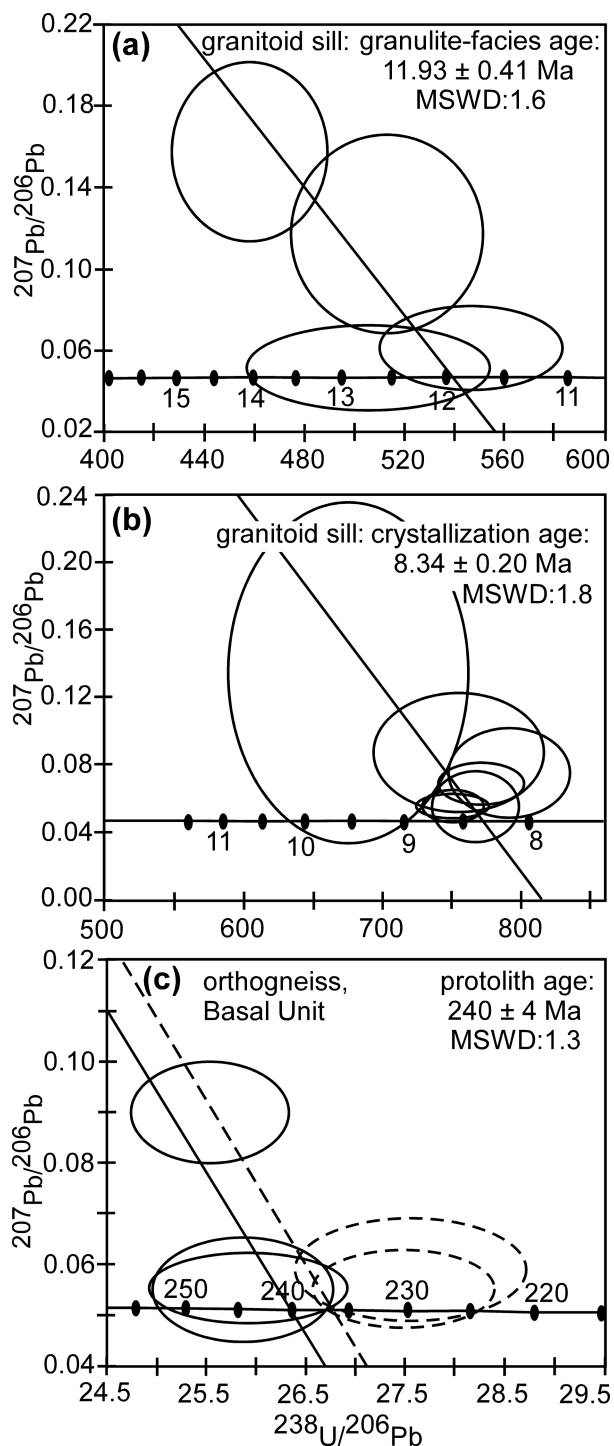 0.22
(a)
granitoid sill: granulite-facies age:
11.93 ± 0.41 Ma
MSWD:1.6
0.18
0.14
0.10
0.06
0.02
207Pb/206Pb
15
14
13
12
11
400
440
480
520
560
600
0.24
(b)
granitoid sill: crystallization age:
8.34 ± 0.20 Ma
MSWD:1.8
0.20
0.16
0.12
0.08
0.04
0.00
207Pb/206Pb
11
10
9
8
500
600
700
800
0.12
(c)
orthogneiss,
Basal Unit
protolith age:
240 ± 4 Ma
MSWD:1.3
0.10
0.08
0.06
0.04
207Pb/206Pb
250
240
230
220
24.5
25.5
26.5
27.5
28.5
29.5
238U/206Pb